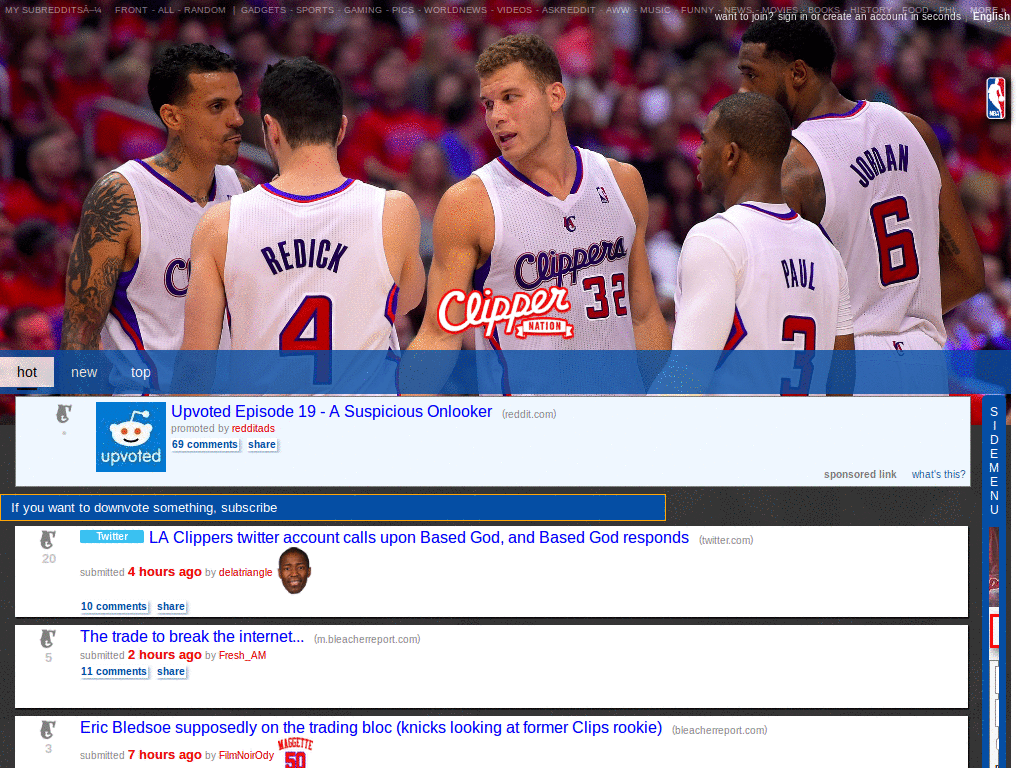 MY SUBREDDITSÂ–¼ FRONT - ALL - RANDOM | GADGETS - SPORTS - GAMING - PICS - WORLDNEWS - VIDEOS - ASKREDDIT - AWW - MUSIC - FUNNY - NEWS - MOVIES - BOOKS - HISTORY - FOOD - PHI MORE »
want to join? sign in or create an account in seconds | English
NBA
JORDAN
6
REDICK
4
Clippers
32
PAUL
3
Clipper
NATION
hot new top
Upvoted Episode 19 - A Suspicious Onlooker (reddit.com)
promoted by redditads
69 comments share
upvoted
sponsored link what's this?
SIDEMENU
If you want to downvote something, subscribe
Twitter LA Clippers twitter account calls upon Based God, and Based God responds (twitter.com)
20
submitted 4 hours ago by delatriangle
10 comments share
The trade to break the internet... (m.bleacherreport.com)
5
submitted 2 hours ago by Fresh_AM
11 comments share
Eric Bledsoe supposedly on the trading bloc (knicks looking at former Clips rookie) (bleacherreport.com)
3
submitted 7 hours ago by FilmNoirOdy
MAGGETTE
50